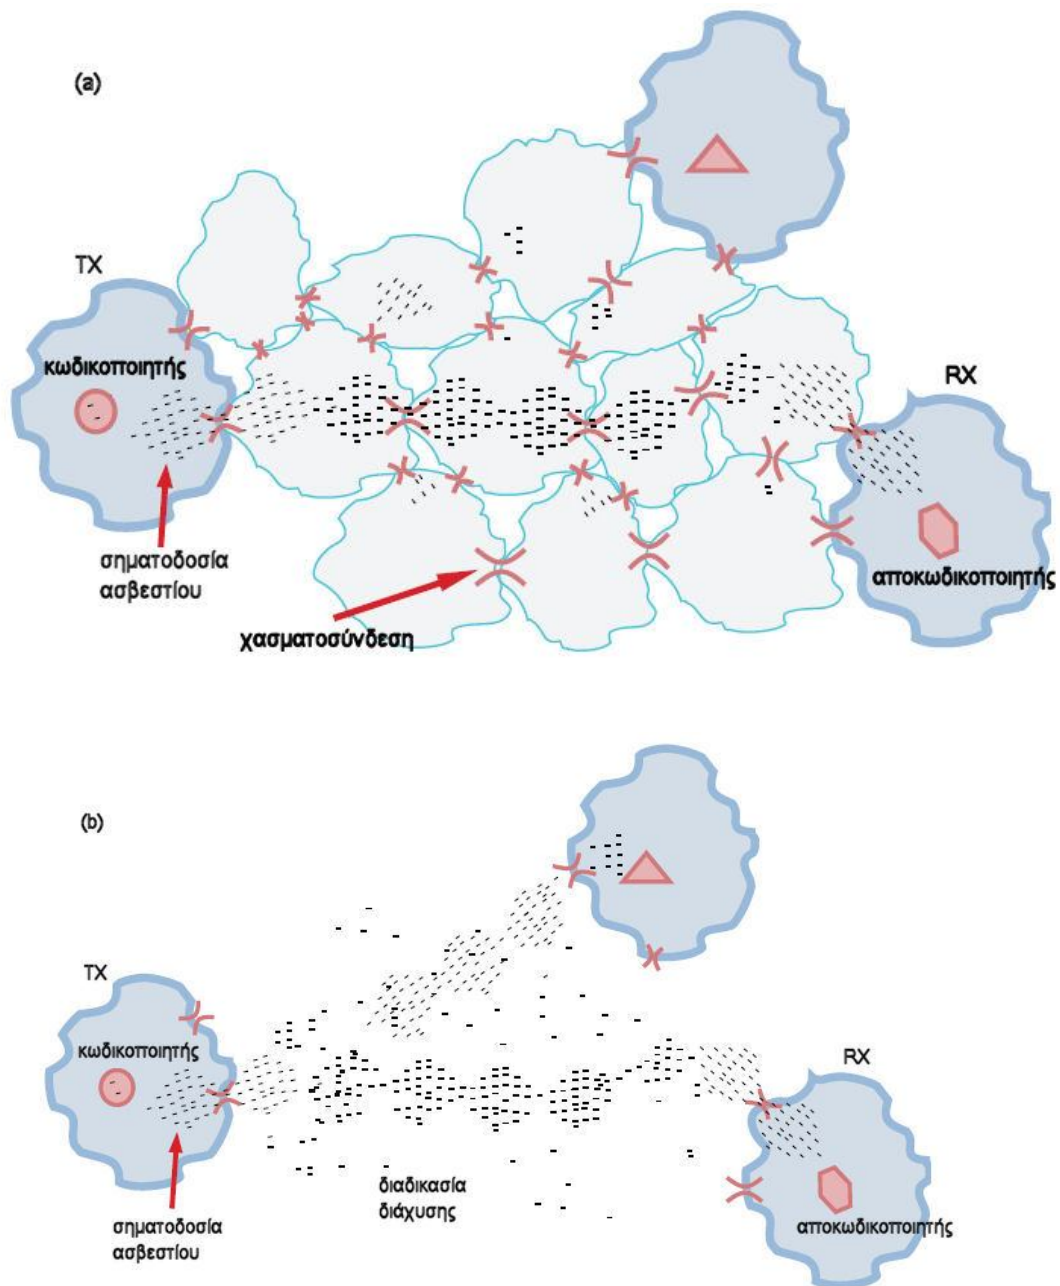 (a)
TX
κωδικοποιητής
RX
σηματοδοσία
ασβεστίου
αποκωδικοποιητής
χασματοσύνδεση
(b)
TX
κωδικοποιητής
RX
διαδικασία
διάχυσης
σηματοδοσία
ασβεστίου
αποκωδικοποιητής